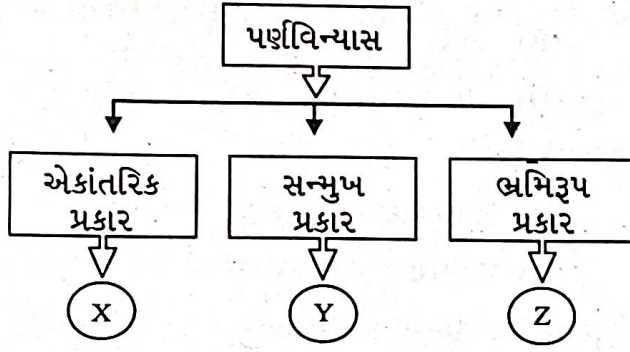 પર્ણવિન્યાસ
એકાંતરિક
પ્રકાર
સન્મુખ
પ્રકાર
ભ્રમિરૂપ
પ્રકાર
X
Y
Z